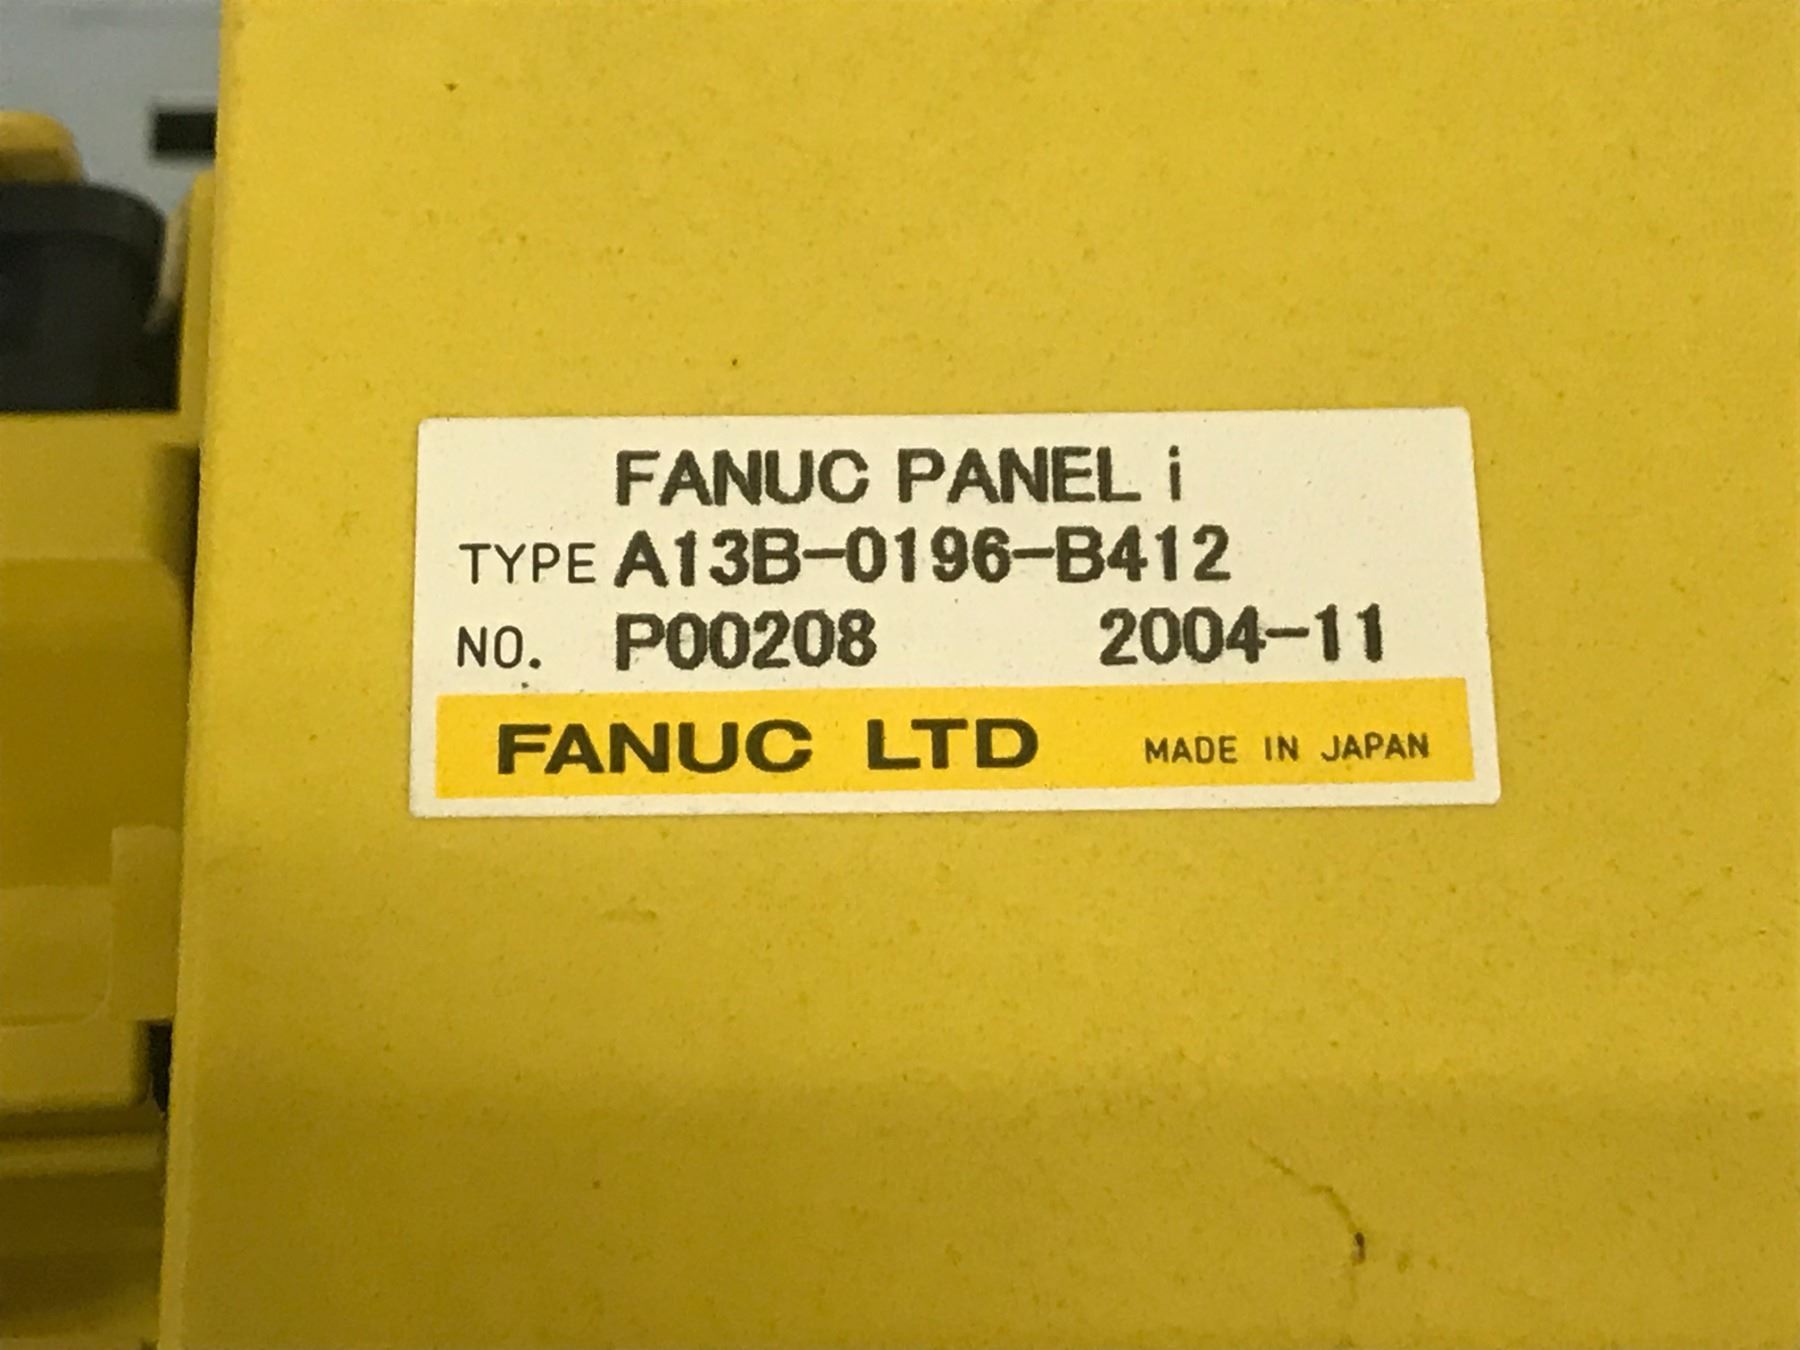 FANUC PANEL i
TYPE A13B-0196-B412
NO. P00208 2004-11
FANUC LTD MADE IN JAPAN